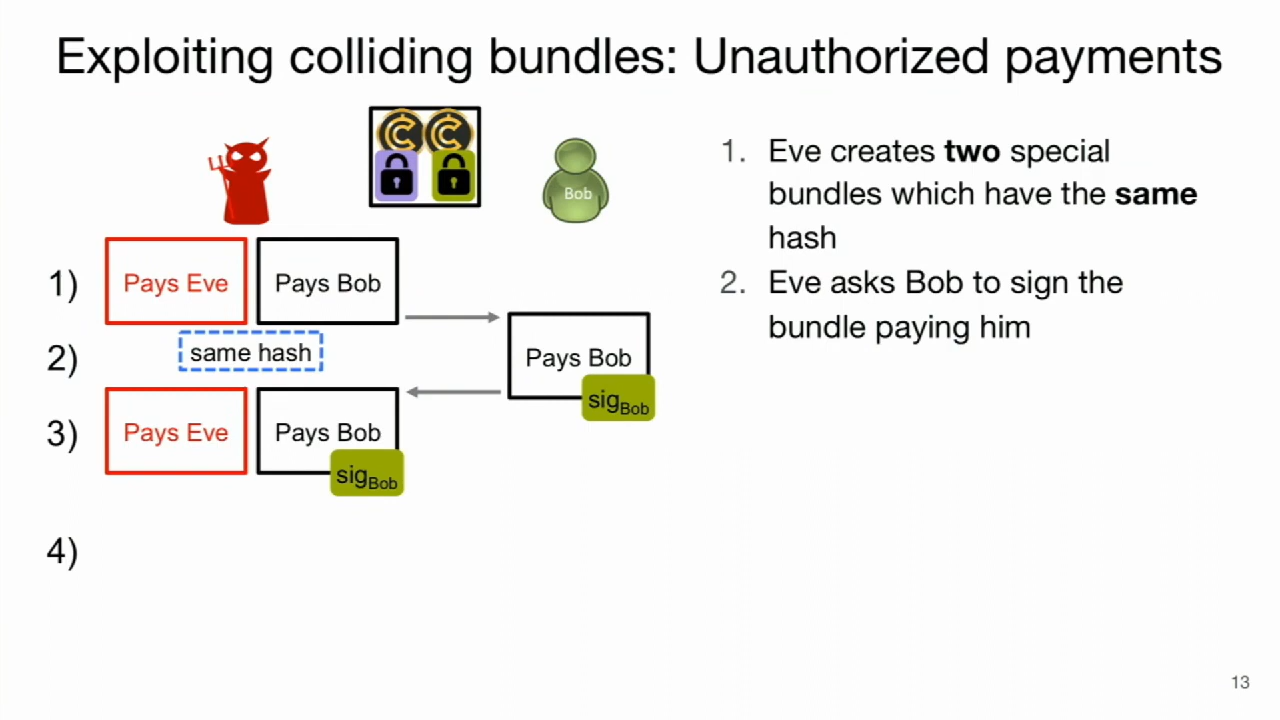 Exploiting colliding bundles: Unauthorized payments
Bob
1)
Pays Eve
Pays Bob
2)
same hash
Pays Bob
sigBob
3)
Pays Eve
Pays Bob
sigBob
4)
1. Eve creates two special
bundles which have the same
hash
2. Eve asks Bob to sign the
bundle paying him
13